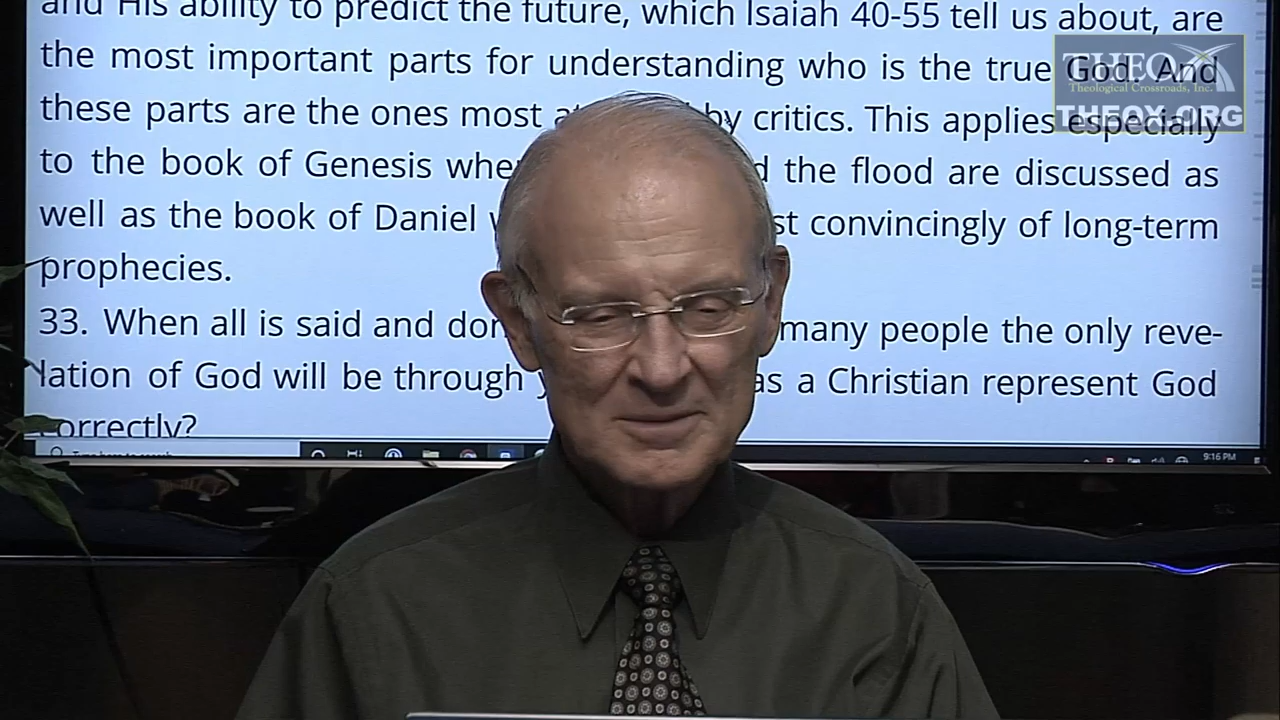 and His ability to predict the future, which Isaiah 40-55 tell us about, are
the most important parts for understanding who is the true God. And
these parts are the ones most by critics. This applies especially
to the book of Genesis the flood are discussed as
well as the book of Daniel convincingly of long-term
prophecies.
33. When all is said and many people the only reve-
lation of God will be through as a Christian represent God
correctly?
9:16 PM
THEOX
Theological Crossroads, Inc.
THEOX.ORG